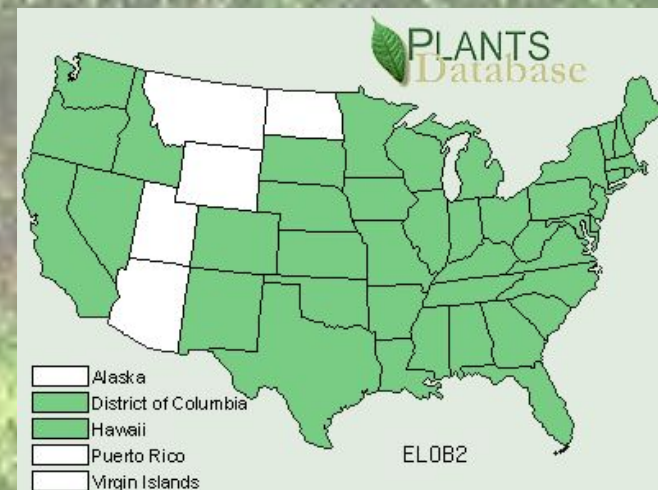 PLANTS
Database
Alaska
District of Columbia
Hawaii
Puerto Rico
Virgin Islands
ELOB2